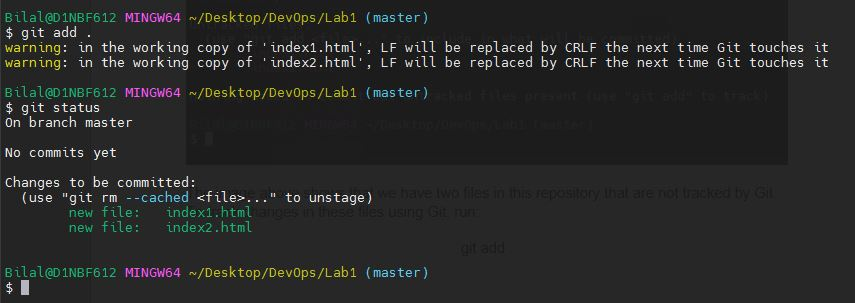 Bilal@D1NBF612 MINGW64 ~/Desktop/DevOps/Lab1 (master)
$ git add .
warning: in the working copy of 'index1.html', LF will be replaced by CRLF the next time Git touches it
warning: in the working copy of 'index2.html', LF will be replaced by CRLF the next time Git touches it
Bilal@D1NBF612 MINGW64 ~/Desktop/DevOps/Lab1 (master)
$ git status
On branch master
No commits yet
Changes to be committed:
(use "git rm --cached <file>..." to unstage)
new file: index1.html
new file: index2.html
Bilal@D1NBF612 MINGW64 ~/Desktop/DevOps/Lab1 (master)
$
tracked files present (use "git add" to track)
Bilal@D1NBF612 MINGW64 ~/Desktop/DevOps/Lab1 (master)
$
we have two files in this repository that are not tracked by Git.
changes in these files using Git, run:
git add .